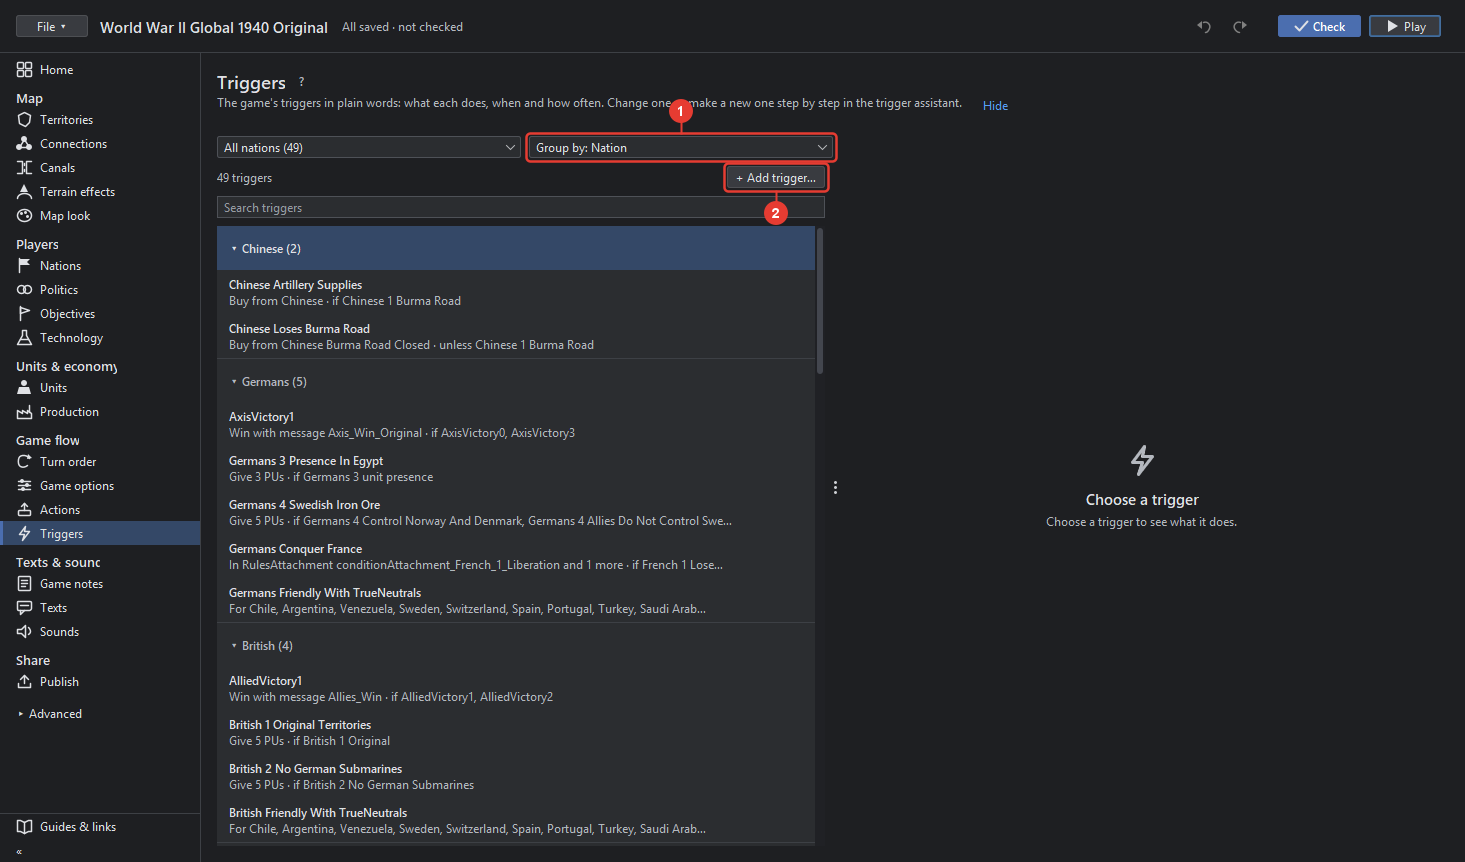 File ▾
World War II Global 1940 Original
All saved · not checked
Check
Play
Home
Map
Territories
Connections
Canals
Terrain effects
Map look
Players
Nations
Politics
Objectives
Technology
Units & economy
Units
Production
Game flow
Turn order
Game options
Actions
Triggers
Texts & sound
Game notes
Texts
Sounds
Share
Publish
▸ Advanced
Guides & links
«
Triggers ?
The game's triggers in plain words: what each does, when and how often. Change one make a new one step by step in the trigger assistant.
Hide
1
All nations (49)
Group by: Nation
49 triggers
+ Add trigger...
2
Search triggers
▾ Chinese (2)
Chinese Artillery Supplies
Buy from Chinese · if Chinese 1 Burma Road
Chinese Loses Burma Road
Buy from Chinese Burma Road Closed · unless Chinese 1 Burma Road
▾ Germans (5)
AxisVictory1
Win with message Axis_Win_Original · if AxisVictory0, AxisVictory3
Germans 3 Presence In Egypt
Give 3 PUs · if Germans 3 unit presence
Germans 4 Swedish Iron Ore
Give 5 PUs · if Germans 4 Control Norway And Denmark, Germans 4 Allies Do Not Control Swe...
Germans Conquer France
In RulesAttachment conditionAttachment_French_1_Liberation and 1 more · if French 1 Lose...
Germans Friendly With TrueNeutrals
For Chile, Argentina, Venezuela, Sweden, Switzerland, Spain, Portugal, Turkey, Saudi Arab...
▾ British (4)
AlliedVictory1
Win with message Allies_Win · if AlliedVictory1, AlliedVictory2
British 1 Original Territories
Give 5 PUs · if British 1 Original
British 2 No German Submarines
Give 5 PUs · if British 2 No German Submarines
British Friendly With TrueNeutrals
For Chile, Argentina, Venezuela, Sweden, Switzerland, Spain, Portugal, Turkey, Saudi Arab...
Choose a trigger
Choose a trigger to see what it does.